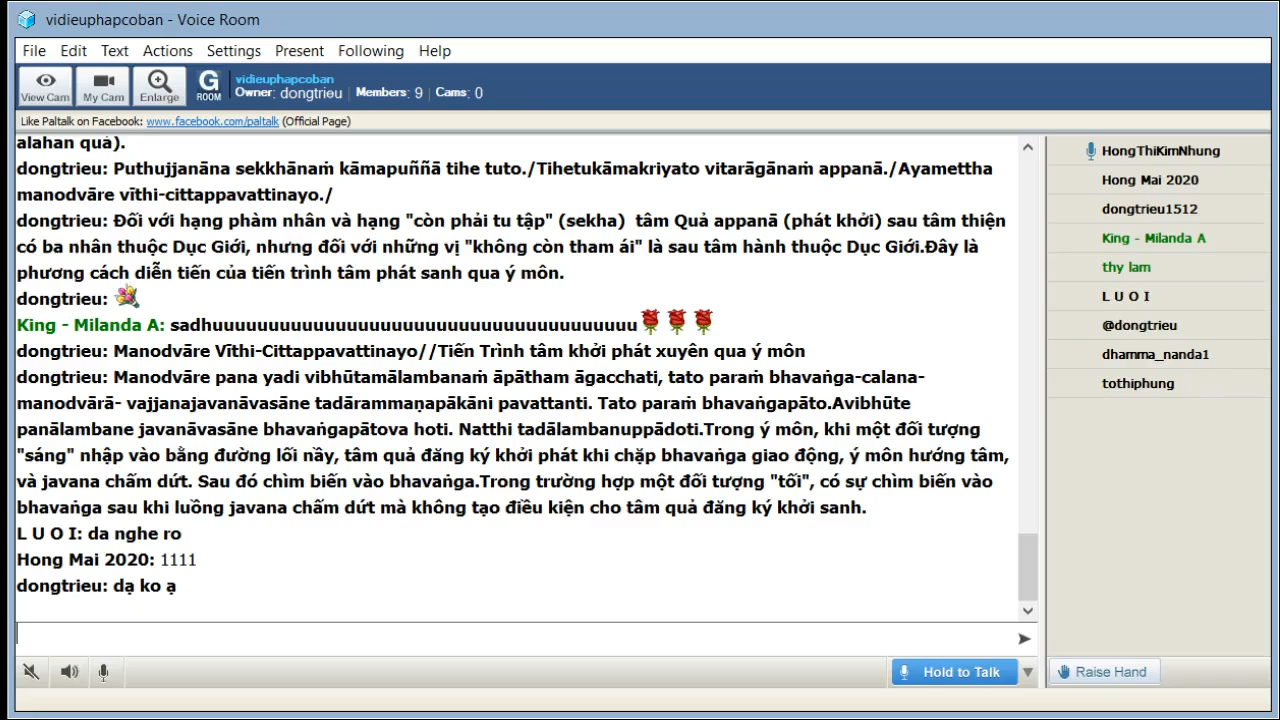 vidieuphapcoban - Voice Room
File Edit Text Actions Settings Present Following Help
View Cam My Cam Enlarge G ROOM vidieuphapcoban
Owner: dongtrieu | Members: 9 | Cams: 0
Like Paltalk on Facebook: www.facebook.com/paltalk (Official Page)
alahan quả).
dongtrieu: Puthujjanāna sekkhānaṁ kāmapuññā tihe tuto./Tihetukāmakriyato vitarāgānaṁ appanā./Ayamettha
manodvāre vīthi-cittappavattinayo./
dongtrieu: Đối với hạng phàm nhân và hạng "còn phải tu tập" (sekha) tâm Quả appanā (phát khởi) sau tâm thiện
có ba nhân thuộc Dục Giới, nhưng đối với những vị "không còn tham ái" là sau tâm hành thuộc Dục Giới.Đây là
phương cách diễn tiến của tiến trình tâm phát sanh qua ý môn.
dongtrieu:
King - Milanda A: sadhuuuuuuuuuuuuuuuuuuuuuuuuuuuuuuuuuuuuuu
dongtrieu: Manodvāre Vīthi-Cittappavattinayo//Tiến Trình tâm khởi phát xuyên qua ý môn
dongtrieu: Manodvāre pana yadi vibhūtamālambanaṁ āpātham āgacchati, tato paraṁ bhavaṅga-calana-
manodvārā- vajjanajavanāvasāne tadārammaṇapākāni pavattanti. Tato paraṁ bhavaṅgapāto.Avibhūte
panālambane javanāvasāne bhavaṅgapātova hoti. Natthi tadālambanuppādoti.Trong ý môn, khi một đối tượng
"sáng" nhập vào bằng đường lối nầy, tâm quả đăng ký khởi phát khi chặp bhavaṅga giao động, ý môn hướng tâm,
và javana chấm dứt. Sau đó chìm biến vào bhavaṅga.Trong trường hợp một đối tượng "tối", có sự chìm biến vào
bhavaṅga sau khi luồng javana chấm dứt mà không tạo điều kiện cho tâm quả đăng ký khởi sanh.
L U O I: da nghe ro
Hong Mai 2020: 1111
dongtrieu: dạ ko ạ
HongThiKimNhung
Hong Mai 2020
dongtrieu1512
King - Milanda A
thy lam
L U O I
@dongtrieu
dhamma_nanda1
tothiphung
Hold to Talk
Raise Hand